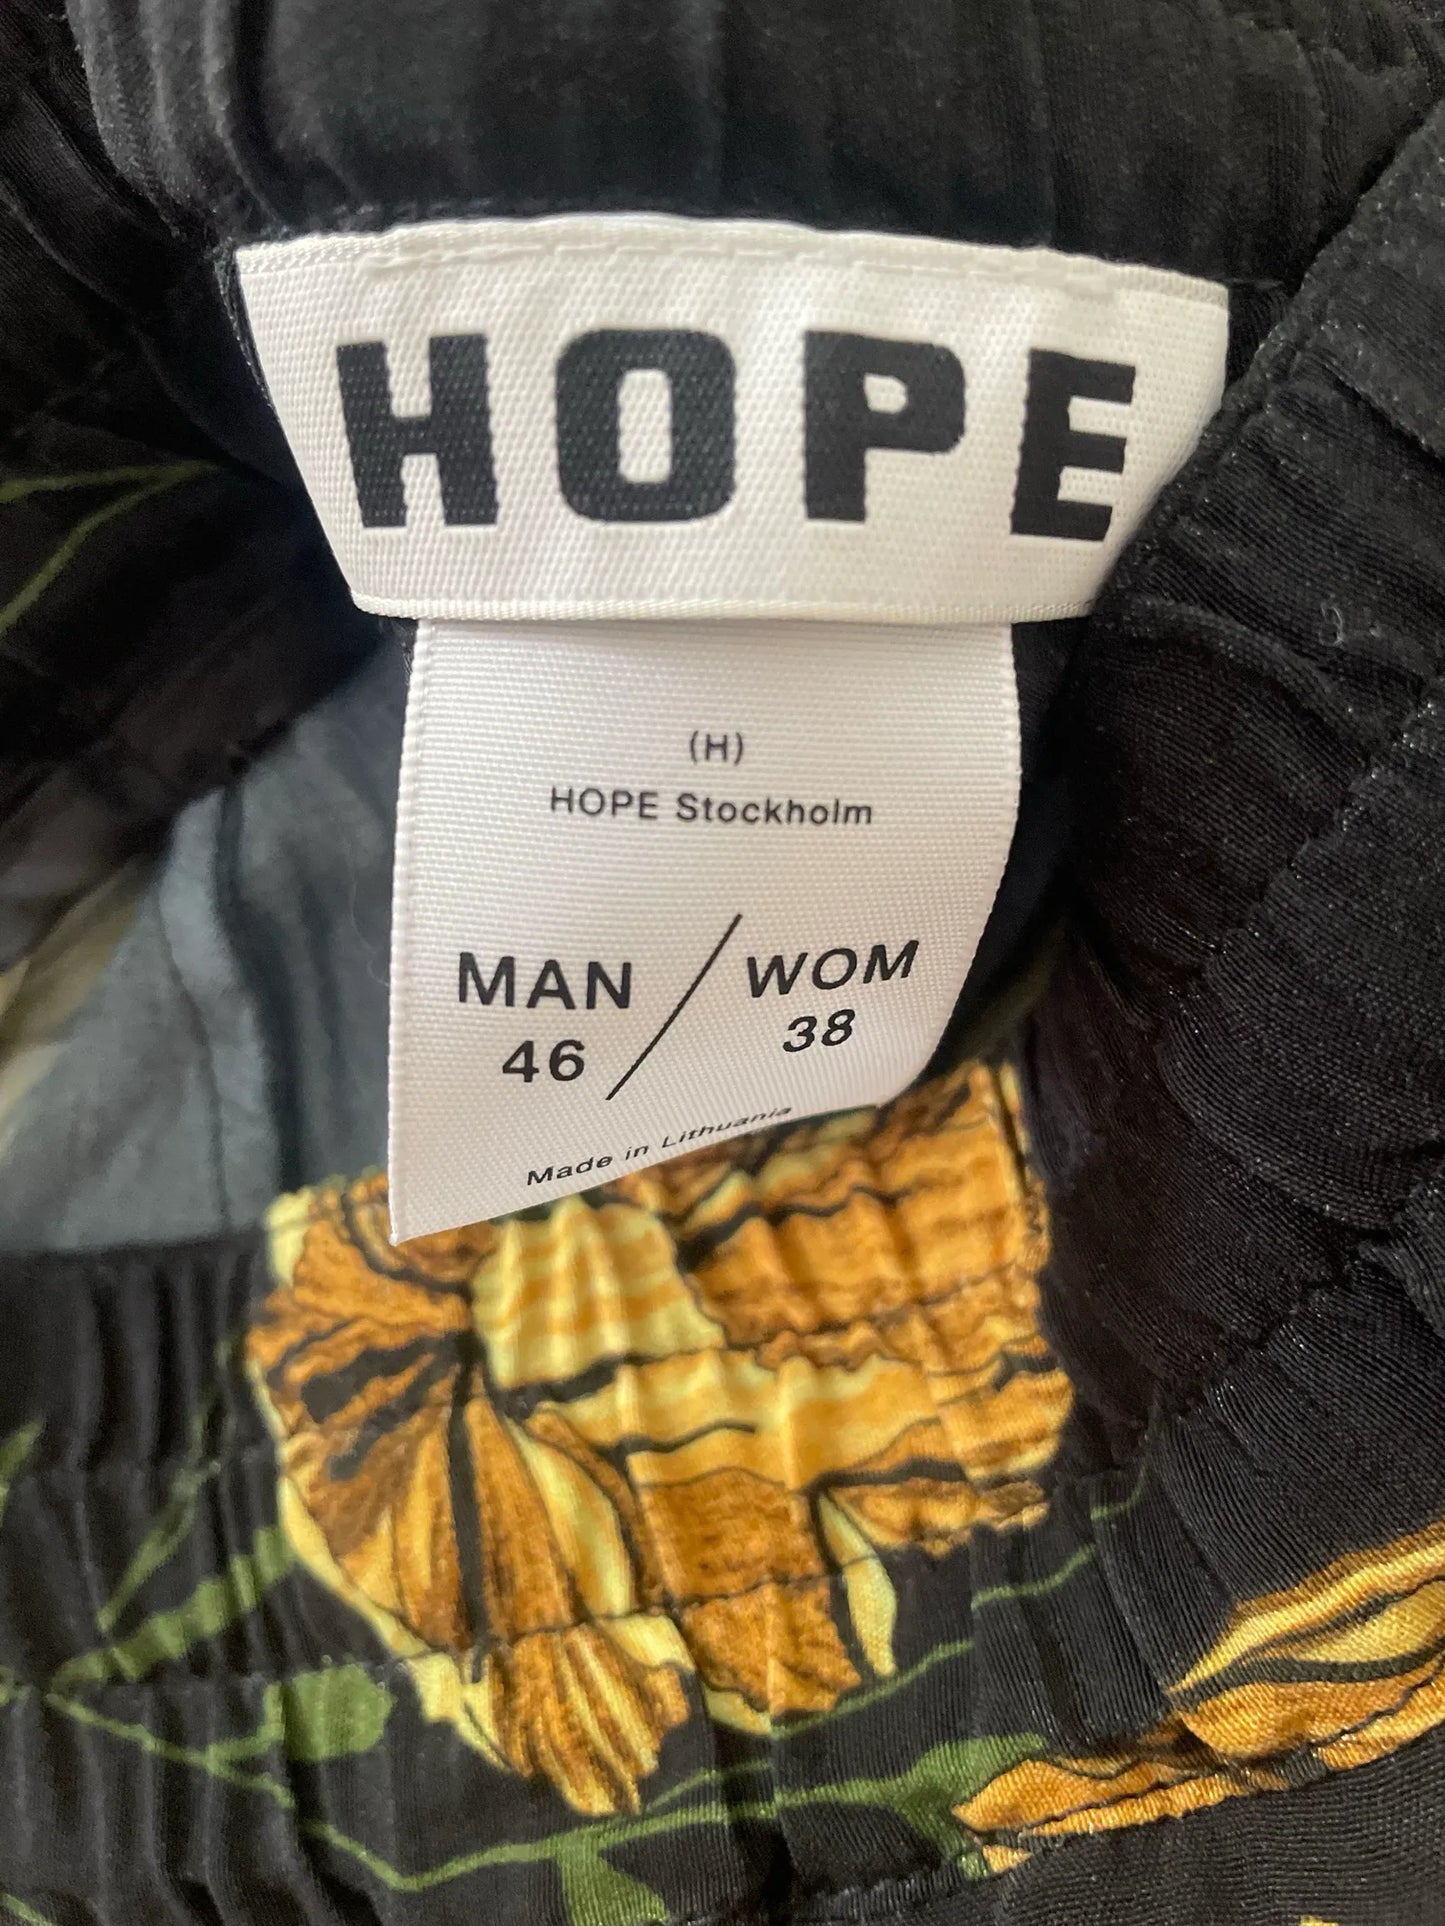 HOPE
(H)
HOPE Stockholm
MAN / WOM
46 38
Made in Lithuania